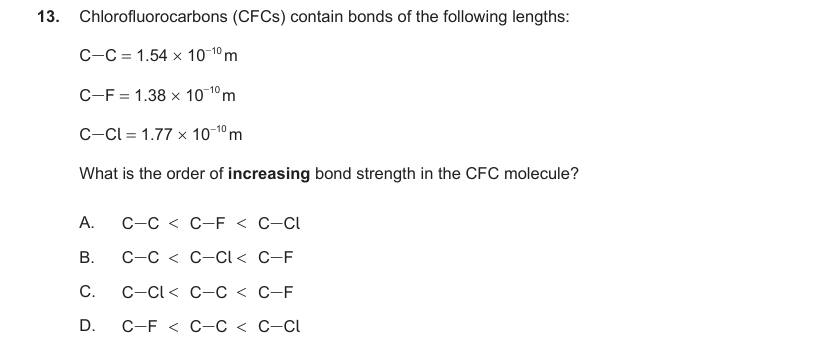 13. Chlorofluorocarbons (CFCs) contain bonds of the following lengths:
C–C = 1.54 × 10⁻¹⁰ m
C–F = 1.38 × 10⁻¹⁰ m
C–Cl = 1.77 × 10⁻¹⁰ m
What is the order of increasing bond strength in the CFC molecule?
A. C–C < C–F < C–Cl
B. C–C < C–Cl < C–F
C. C–Cl < C–C < C–F
D. C–F < C–C < C–Cl